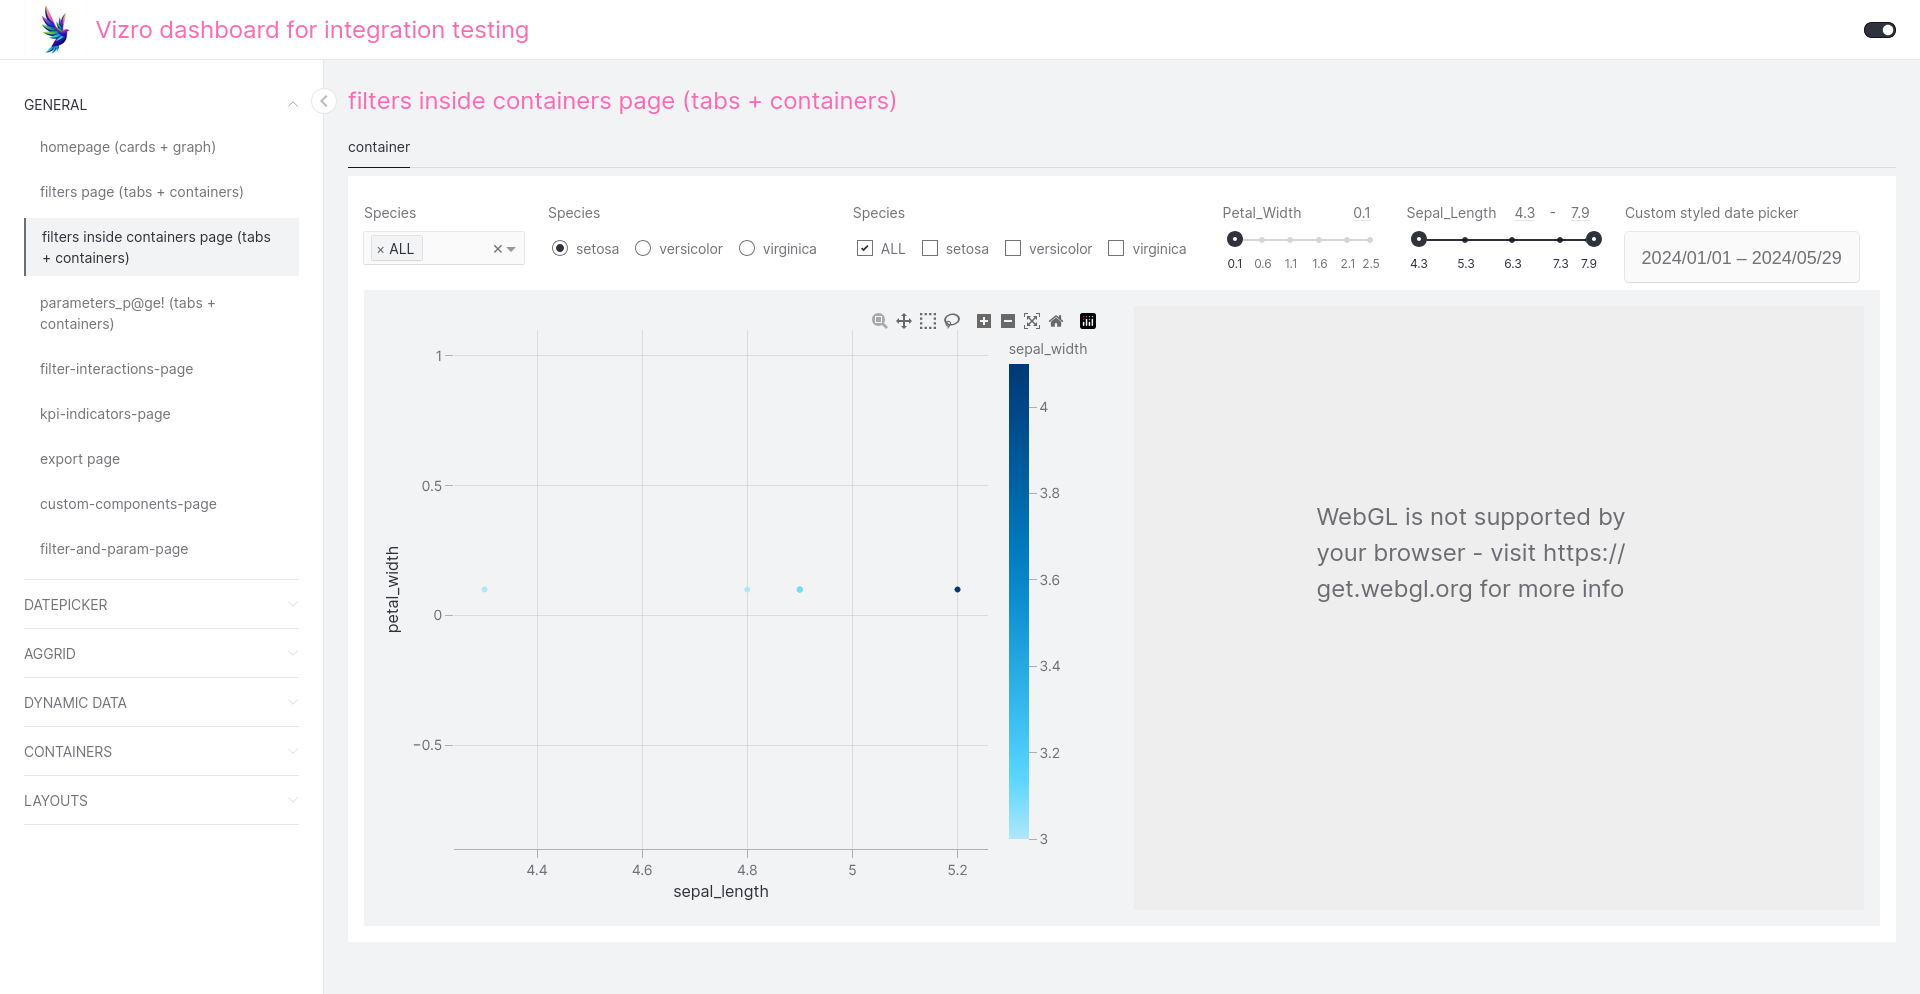 Vizro dashboard for integration testing
GENERAL
homepage (cards + graph)
filters page (tabs + containers)
filters inside containers page (tabs
+ containers)
parameters_p@ge! (tabs +
containers)
filter-interactions-page
kpi-indicators-page
export page
custom-components-page
filter-and-param-page
DATEPICKER
AGGRID
DYNAMIC DATA
CONTAINERS
LAYOUTS
filters inside containers page (tabs + containers)
container
Species
× ALL
Species
setosa versicolor virginica
Species
ALL setosa versicolor virginica
Petal_Width 0.1
0.1 0.6 1.1 1.6 2.1 2.5
Sepal_Length 4.3 - 7.9
4.3 5.3 6.3 7.3 7.9
Custom styled date picker
2024/01/01 – 2024/05/29
1
0.5
0
−0.5
petal_width
4.4 4.6 4.8 5 5.2
sepal_length
sepal_width
4
3.8
3.6
3.4
3.2
3
WebGL is not supported by
your browser - visit https://
get.webgl.org for more info